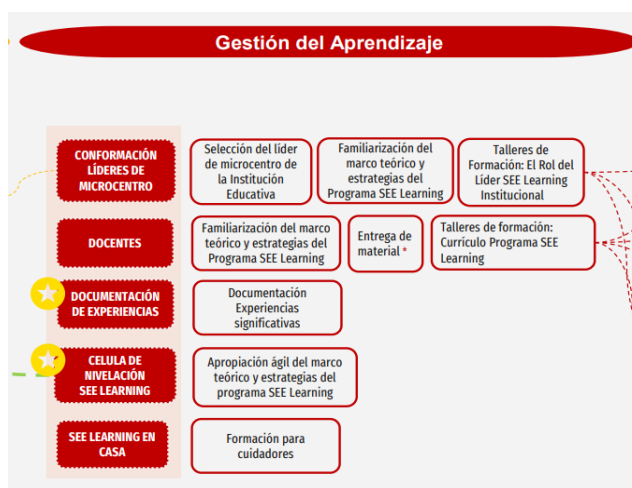 Gestión del Aprendizaje
CONFORMACIÓN
LÍDERES DE
MICROCENTRO
Selección del líder
de microcentro de
la Institución
Educativa
Familiarización del
marco teórico y
estrategias del
Programa SEE Learning
Talleres de
Formación: El Rol del
Líder SEE Learning
Institucional
DOCENTES
Familiarización del marco
teórico y estrategias del
Programa SEE Learning
Entrega de
material *
Talleres de formación:
Currículo Programa SEE
Learning
DOCUMENTACIÓN
DE EXPERIENCIAS
Documentación
Experiencias
significativas
CELULA DE
NIVELACIÓN
SEE LEARNING
Apropiación ágil del marco
teórico y estrategias del
programa SEE Learning
SEE LEARNING EN
CASA
Formación para
cuidadores